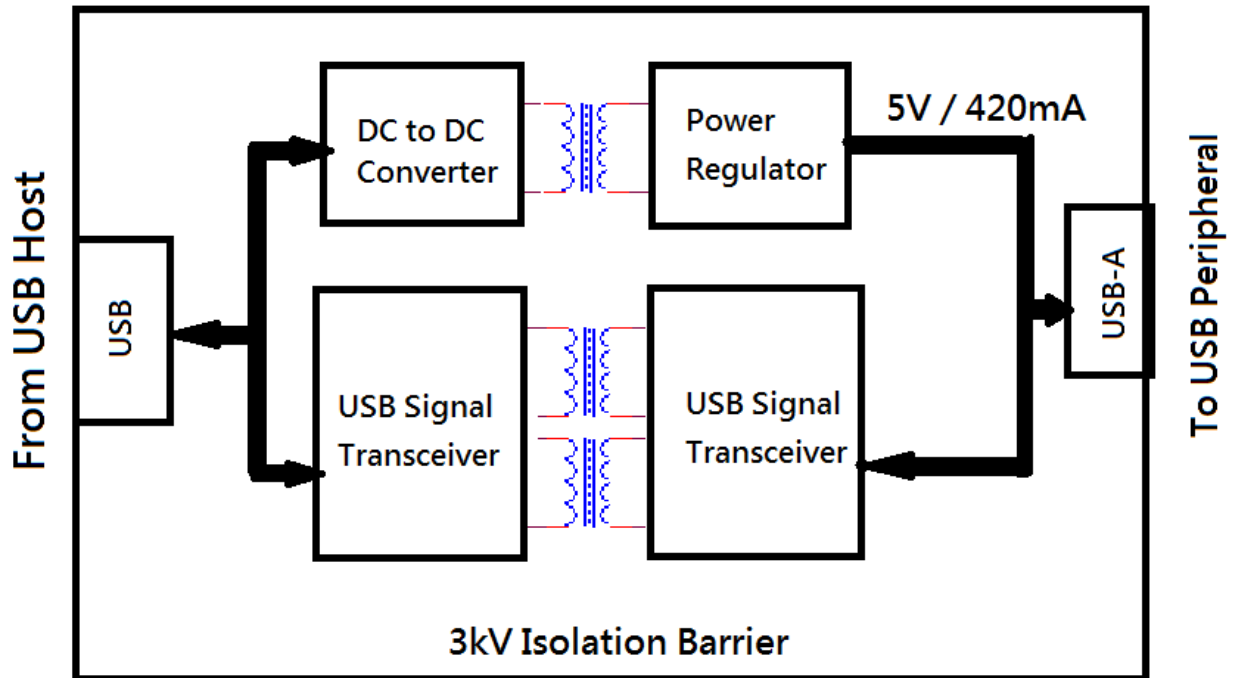 From USB Host
USB
DC to DC
Converter
Power
Regulator
5V / 420mA
USB Signal
Transceiver
USB Signal
Transceiver
USB-A
To USB Peripheral
3kV Isolation Barrier